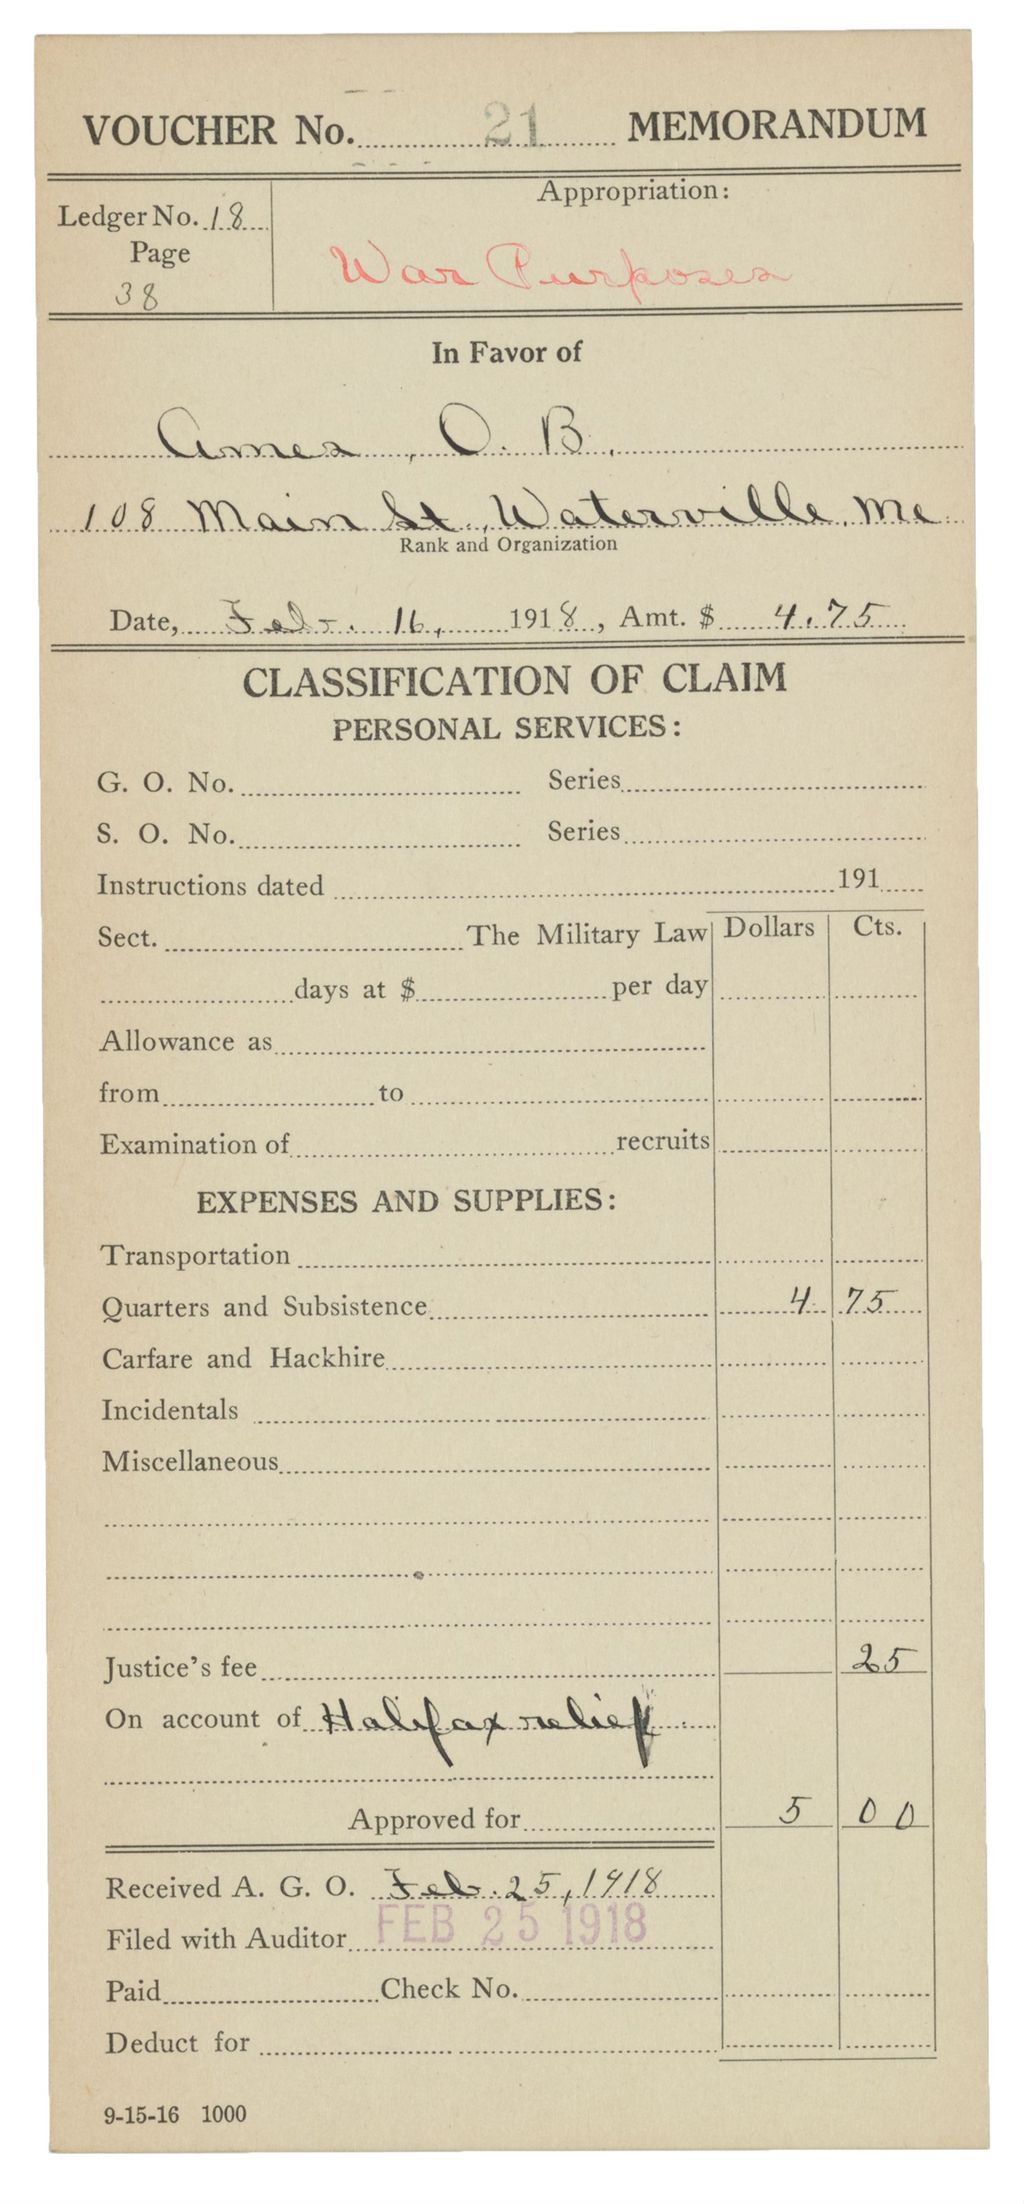 VOUCHER No. 21 MEMORANDUM
Ledger No. 18
Page
38
Appropriation:
War Purposes
In Favor of
Ames, O. B.
108 Main St., Waterville, Me
Rank and Organization
Date, Feb. 16, 1918, Amt. $ 4.75
CLASSIFICATION OF CLAIM
PERSONAL SERVICES:
G. O. No. Series
S. O. No. Series
Instructions dated 191
Sect. The Military Law Dollars Cts.
days at $ per day
Allowance as
from to
Examination of recruits
EXPENSES AND SUPPLIES:
Transportation
Quarters and Subsistence 4 75
Carfare and Hackhire
Incidentals
Miscellaneous
Justice's fee 25
On account of Halifax relief
Approved for 5 00
Received A. G. O. Feb. 25, 1918
Filed with Auditor FEB 25 1918
Paid Check No.
Deduct for
9-15-16 1000